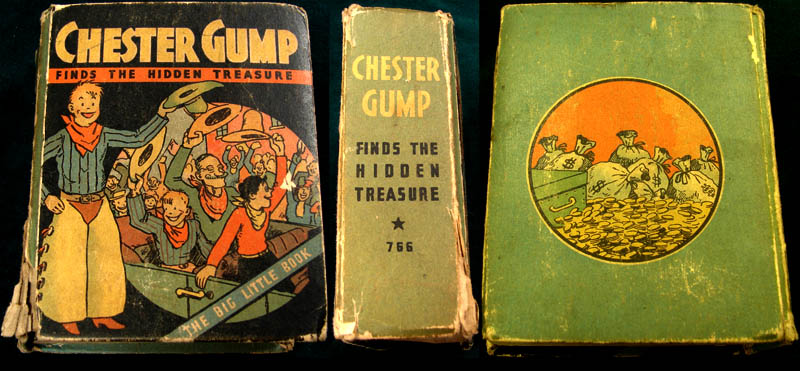 CHESTER GUMP
FINDS THE HIDDEN TREASURE
THE BIG LITTLE BOOK
CHESTER
GUMP
FINDS THE
HIDDEN
TREASURE
★
766
$
$
$
$